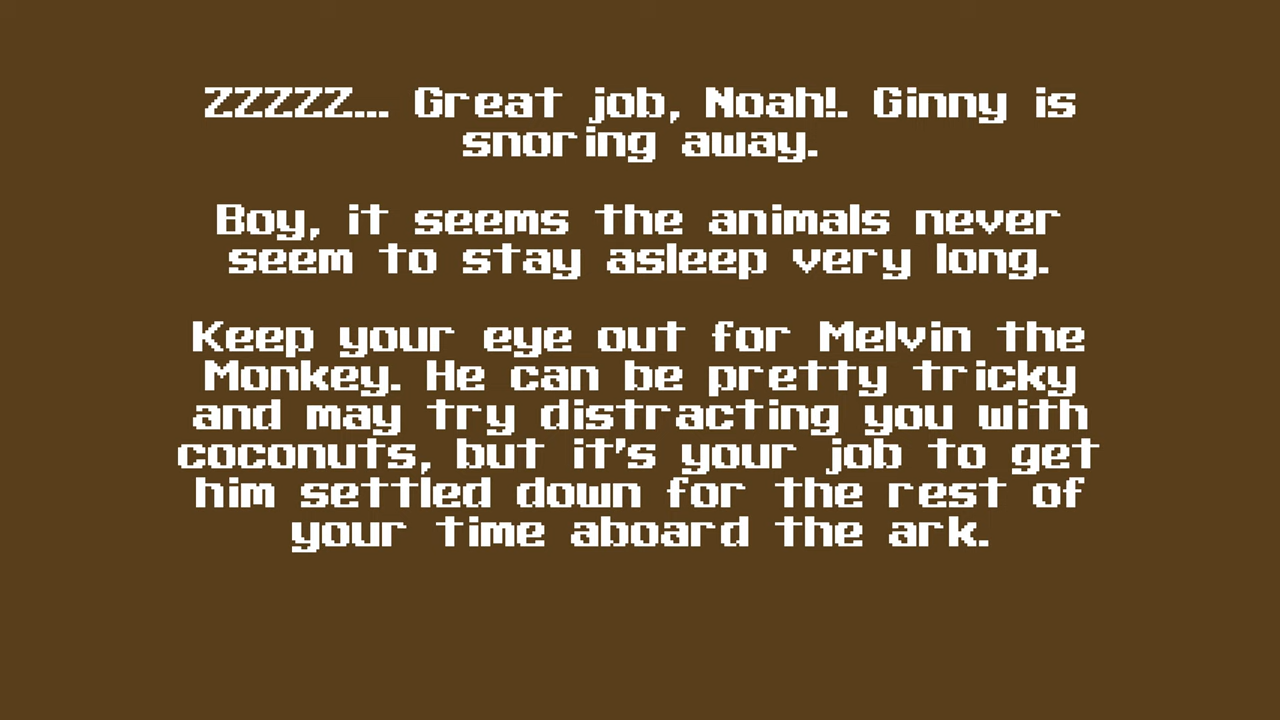 ZZZZZ... Great job, Noah!. Ginny is
snoring away.
Boy, it seems the animals never
seem to stay asleep very long.
Keep your eye out for Melvin the
Monkey. He can be pretty tricky
and may try distracting you with
coconuts, but it's your job to get
him settled down for the rest of
your time aboard the ark.